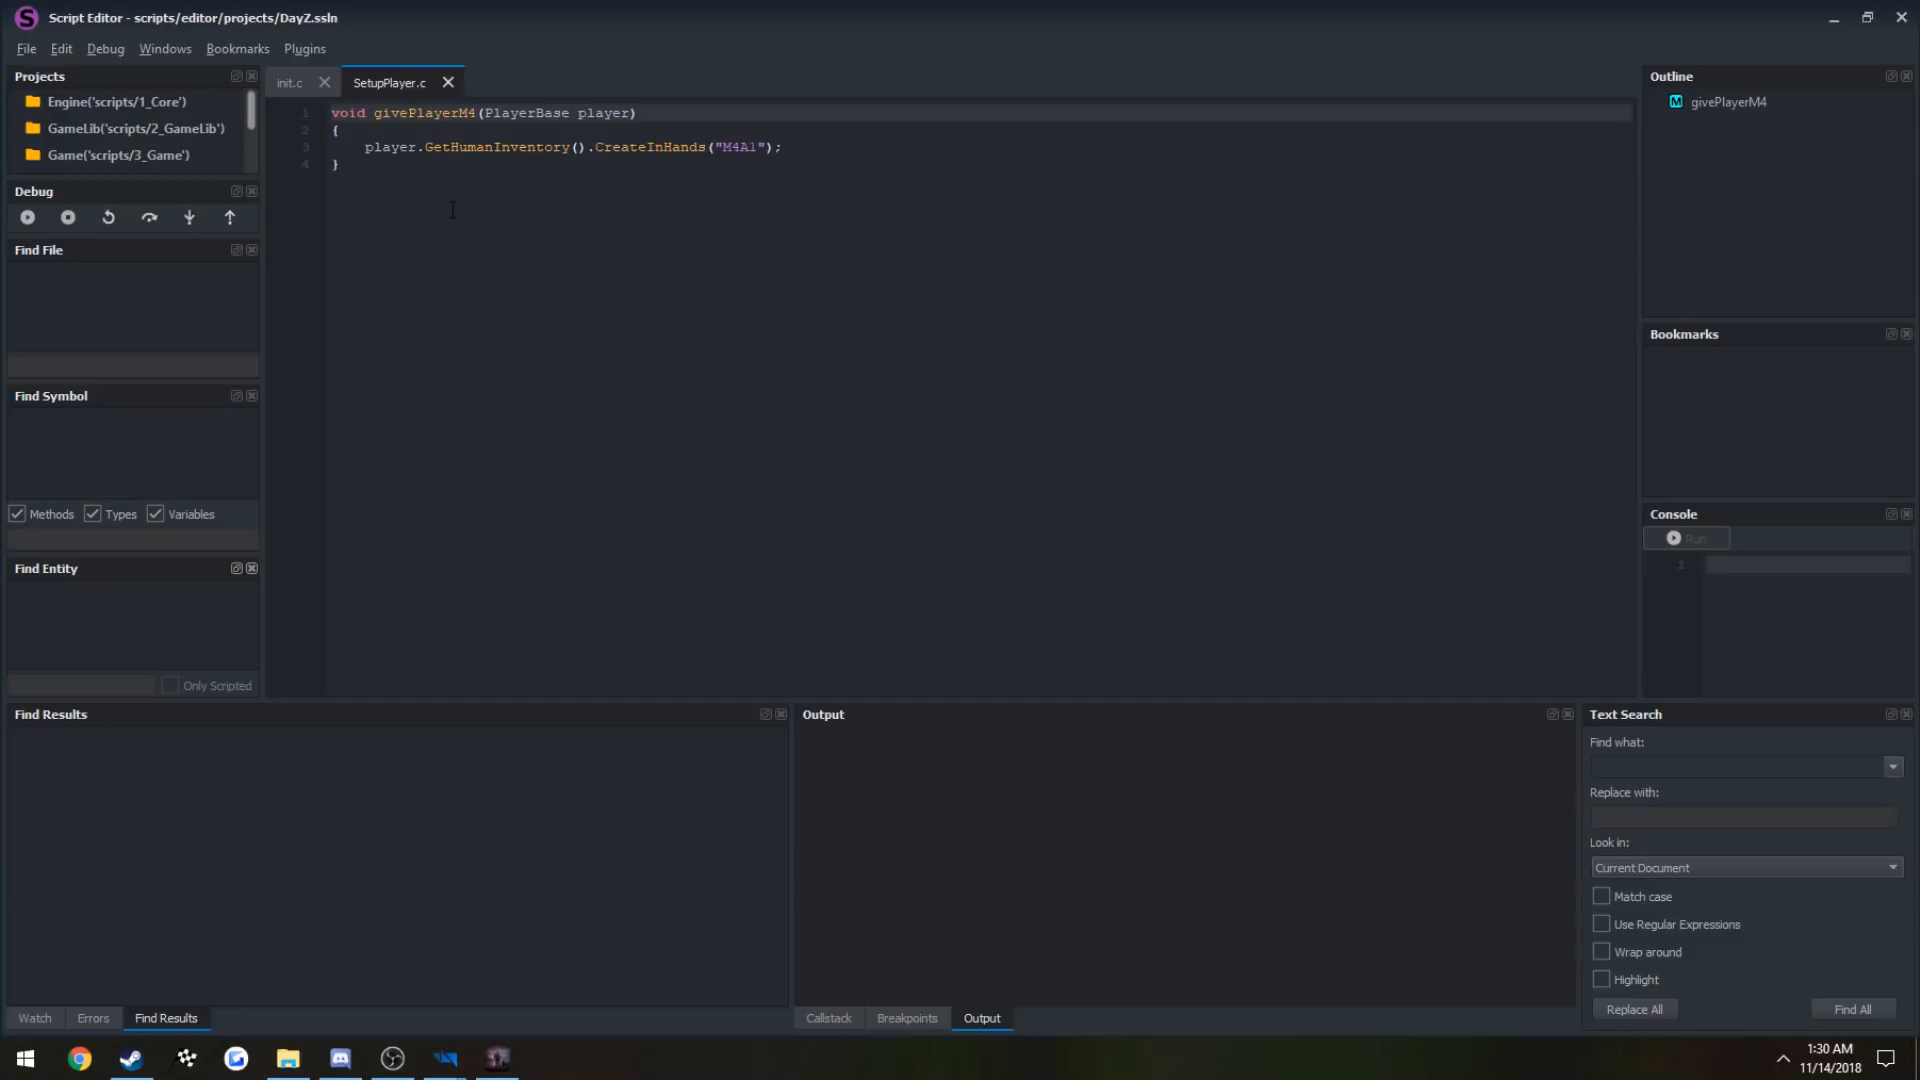 Script Editor - scripts/editor/projects/DayZ.ssln
File Edit Debug Windows Bookmarks Plugins
Projects
Engine('scripts/1_Core')
GameLib('scripts/2_GameLib')
Game('scripts/3_Game')
Debug
Find File
Find Symbol
Methods Types Variables
Find Entity
Only Scripted
init.c SetupPlayer.c
1 void givePlayerM4(PlayerBase player)
2 {
3 player.GetHumanInventory().CreateInHands("M4A1");
4 }
Outline
M givePlayerM4
Bookmarks
Console
Run
1
Find Results
Watch Errors Find Results
Output
Callstack Breakpoints Output
Text Search
Find what:
Replace with:
Look in:
Current Document
Match case
Use Regular Expressions
Wrap around
Highlight
Replace All Find All
1:30 AM
11/14/2018